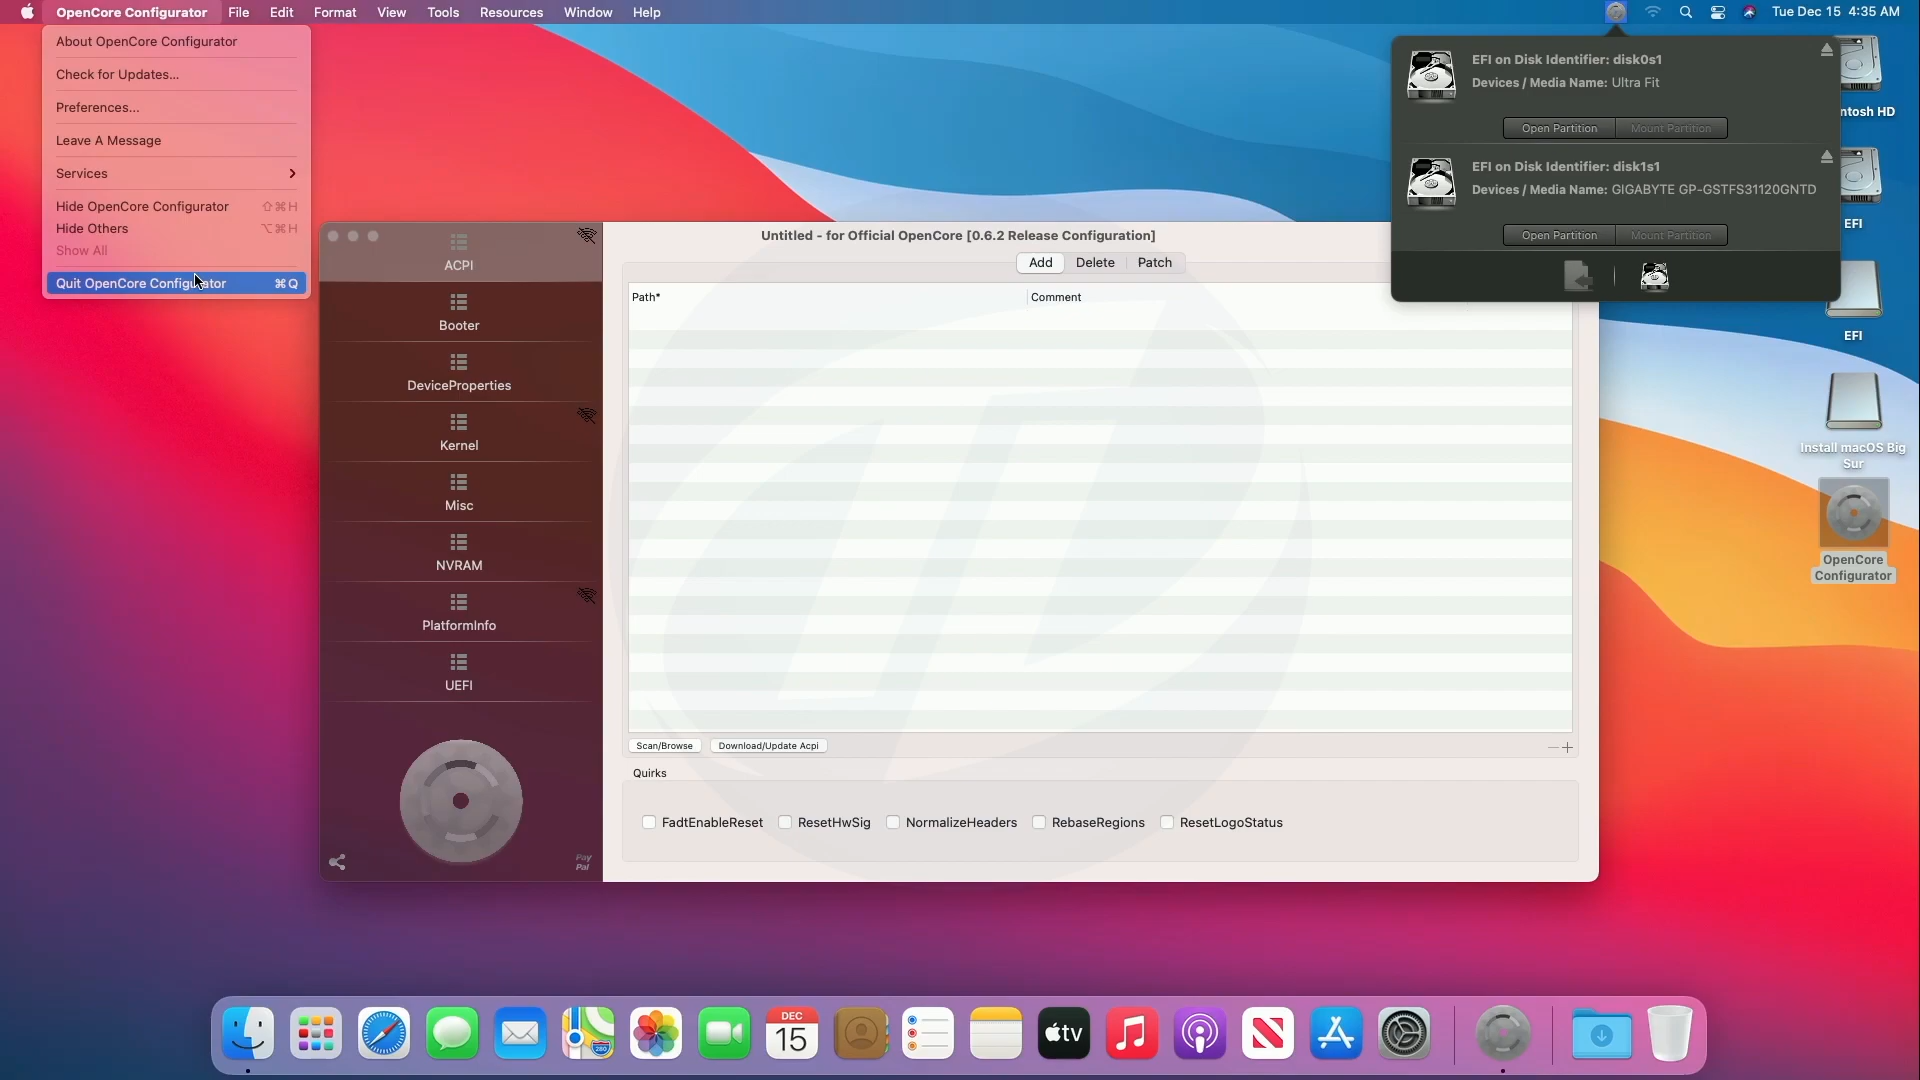 OpenCore Configurator File Edit Format View Tools Resources Window Help Tue Dec 15 4:35 AM
About OpenCore Configurator
Check for Updates...
Preferences...
Leave A Message
Services
Hide OpenCore Configurator ⇧⌘H
Hide Others ⌥⌘H
Show All
Quit OpenCore Configurator ⌘Q
EFI on Disk Identifier: disk0s1
Devices / Media Name: Ultra Fit
Open Partition Mount Partition
EFI on Disk Identifier: disk1s1
Devices / Media Name: GIGABYTE GP-GSTFS31120GNTD
Open Partition Mount Partition
ntosh HD
EFI
EFI
Install macOS Big
Sur
OpenCore
Configurator
Untitled - for Official OpenCore [0.6.2 Release Configuration]
ACPI
Booter
DeviceProperties
Kernel
Misc
NVRAM
PlatformInfo
UEFI
Pay
Pal
Add Delete Patch
Path* Comment
Scan/Browse Download/Update Acpi
Quirks
FadtEnableReset ResetHwSig NormalizeHeaders RebaseRegions ResetLogoStatus
280
DEC
15
tv